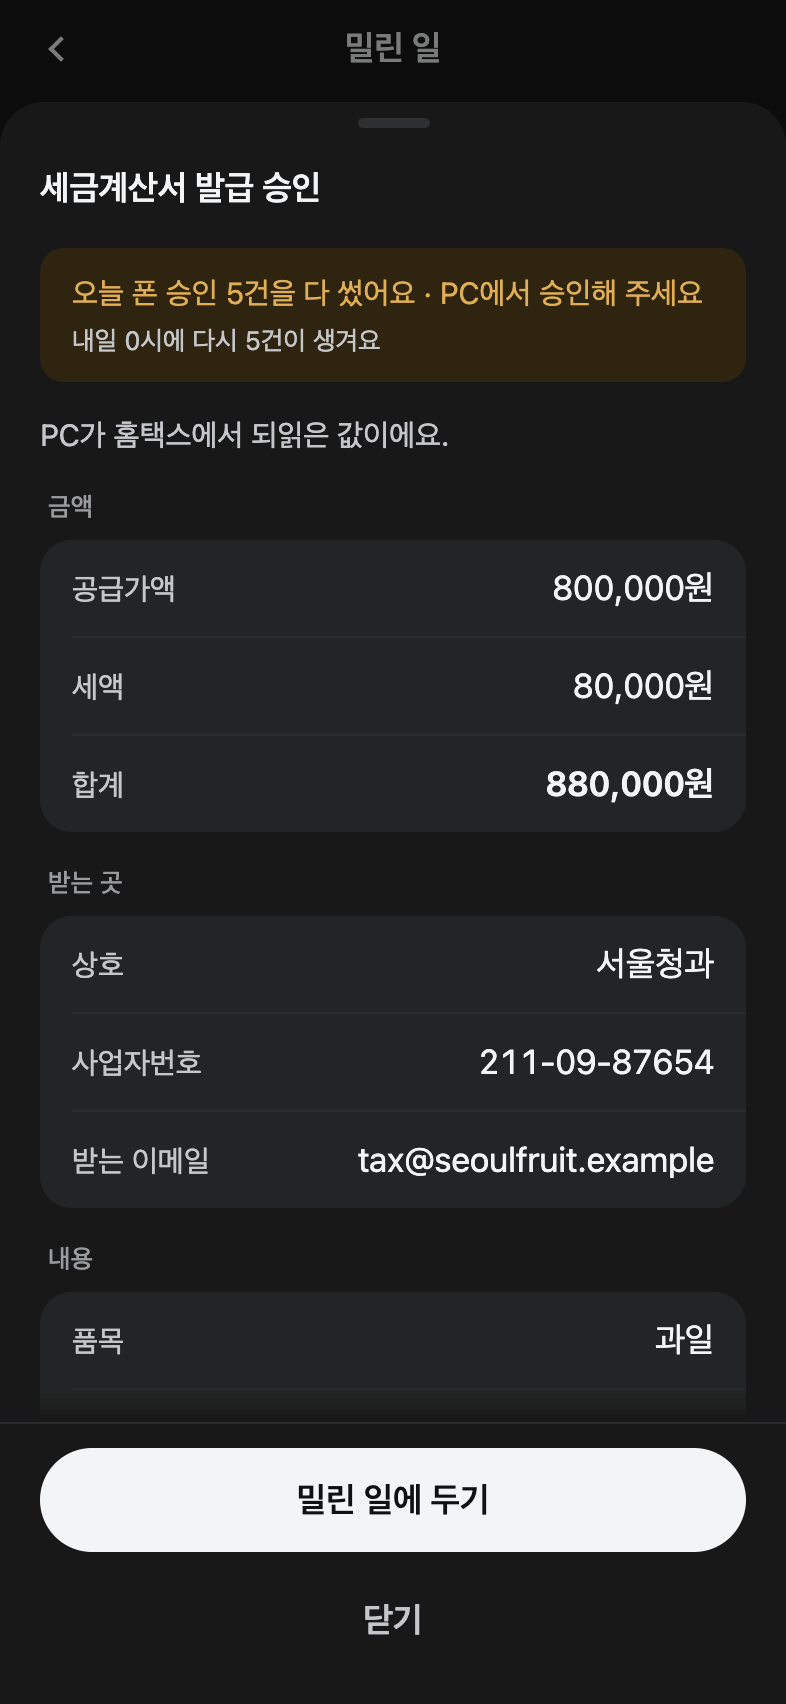 밀린 일
세금계산서 발급 승인
오늘 폰 승인 5건을 다 썼어요 · PC에서 승인해 주세요
내일 0시에 다시 5건이 생겨요
PC가 홈택스에서 되읽은 값이에요.
금액
공급가액 800,000원
세액 80,000원
합계 880,000원
받는 곳
상호 서울청과
사업자번호 211-09-87654
받는 이메일 tax@seoulfruit.example
내용
품목 과일
밀린 일에 두기
닫기